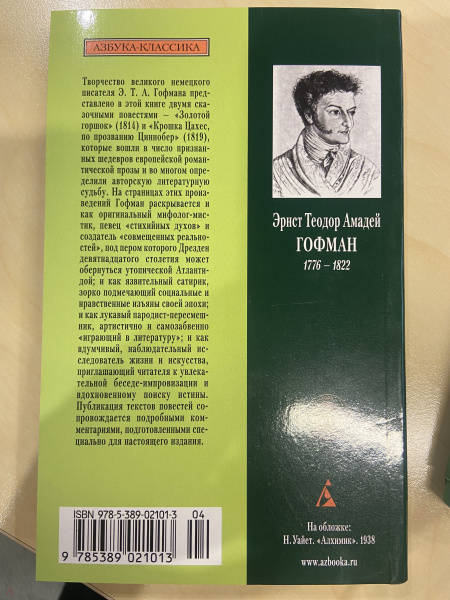 АЗБУКА-КЛАССИКА
Творчество великого немецкого
писателя Э. Т. А. Гофмана пред-
ставлено в этой книге двумя ска-
зочными повестями – «Золотой
горшок» (1814) и «Крошка Цахес,
по прозванию Циннобер» (1819),
которые вошли в число признан-
ных шедевров европейской роман-
тической прозы и во многом опре-
делили авторскую литературную
судьбу. На страницах этих произ-
ведений Гофман раскрывается и
как оригинальный мифолог-мис-
тик, певец «стихийных духов» и
создатель «совмещенных реально-
стей», под пером которого Дрезден
девятнадцатого столетия может
обернуться утопической Атланти-
дой; и как язвительный сатирик,
зорко подмечающий социальные и
нравственные изъяны своей эпохи;
и как лукавый пародист-пересмеш-
ник, артистично и самозабвенно
«играющий в литературу»; и как
вдумчивый, наблюдательный ис-
следователь жизни и искусства,
приглашающий читателя к увлека-
тельной беседе-импровизации и
вдохновенному поиску истины.
Публикация текстов повестей со-
провождается подробными ком-
ментариями, подготовленными спе-
циально для настоящего издания.
ISBN 978-5-389-02101-3
04
9 785389 021013
Эрнст Теодор Амадей
ГОФМАН
1776 – 1822
На обложке:
Н. Уайет. «Алхимик». 1938
www.azbooka.ru